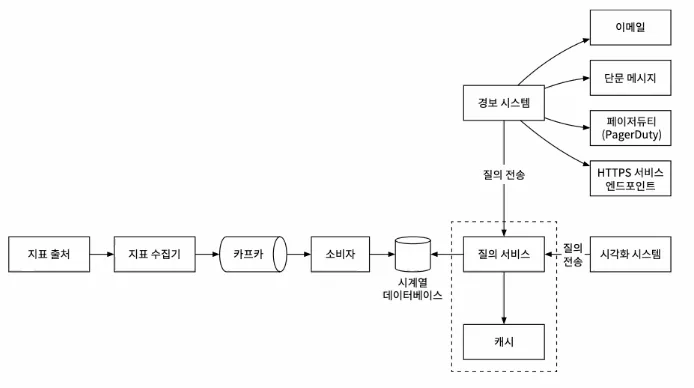 이메일
단문 메시지
경보 시스템
페이저듀티
(PagerDuty)
질의 전송
HTTPS 서비스
엔드포인트
지표 출처
지표 수집기
카프카
소비자
시계열
데이터베이스
질의 서비스
질의
전송
시각화 시스템
캐시